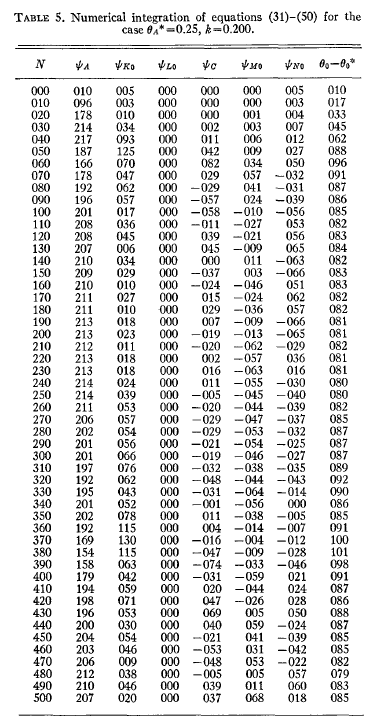 TABLE 5. Numerical integration of equations (31)-(50) for the
case θA*=0.25, k=0.200.
N ψA ψK0 ψL0 ψC ψM0 ψN0 θ0−θ0*
000 010 005 000 000 000 005 010
010 096 003 000 000 000 003 017
020 178 010 000 000 001 004 033
030 214 034 000 002 003 007 045
040 217 093 000 011 006 012 062
050 187 125 000 042 009 027 088
060 166 070 000 082 034 050 096
070 178 047 000 029 057 −032 091
080 192 062 000 −029 041 −031 087
090 196 057 000 −057 024 −039 086
100 201 017 000 −058 −010 −056 085
110 208 036 000 −011 −027 053 082
120 208 045 000 039 −021 056 083
130 207 006 000 045 −009 065 084
140 210 034 000 000 011 −063 082
150 209 029 000 −037 003 −066 083
160 210 010 000 −024 −046 051 083
170 211 027 000 015 −024 062 082
180 211 010 000 029 −036 057 082
190 213 018 000 007 −009 −066 081
200 213 023 000 −019 −013 −065 081
210 212 011 000 −020 −062 −029 082
220 213 018 000 002 −057 036 081
230 213 018 000 016 −063 016 081
240 214 024 000 011 −055 −030 080
250 214 039 000 −005 −045 −040 080
260 211 053 000 −020 −044 −039 082
270 206 057 000 −029 −047 −037 085
280 202 054 000 −029 −053 −032 087
290 201 056 000 −021 −054 −025 087
300 201 066 000 −019 −046 −027 087
310 197 076 000 −032 −038 −035 089
320 192 062 000 −048 −044 −043 092
330 195 043 000 −031 −064 −014 090
340 201 052 000 −001 −056 000 086
350 202 078 000 011 −038 −005 085
360 192 115 000 004 −014 −007 091
370 169 130 000 −016 −004 −012 100
380 154 115 000 −047 −009 −028 101
390 158 063 000 −074 −033 −046 098
400 179 042 000 −031 −059 021 091
410 194 059 000 020 −044 024 087
420 198 071 000 047 −026 028 086
430 196 053 000 069 005 050 088
440 200 030 000 040 059 −024 087
450 204 054 000 −021 041 −039 085
460 203 046 000 −053 031 −042 085
470 206 009 000 −048 053 −022 082
480 212 038 000 −005 005 057 079
490 210 046 000 039 011 060 083
500 207 020 000 037 068 018 085